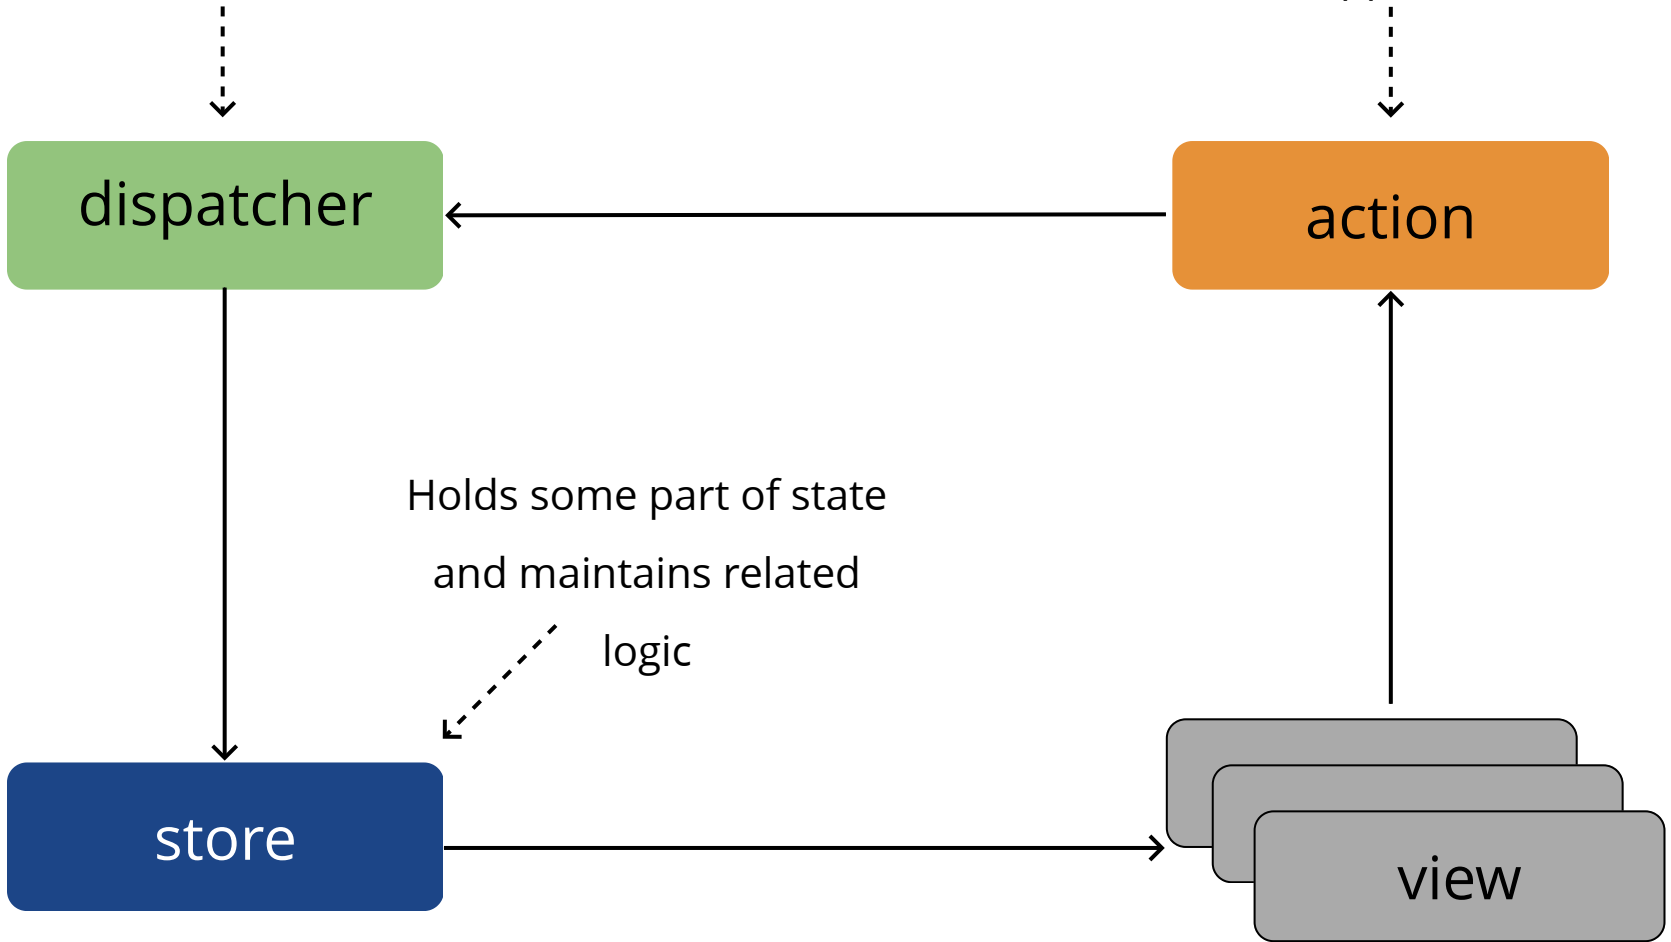 dispatcher
action
Holds some part of state
and maintains related
logic
store
view